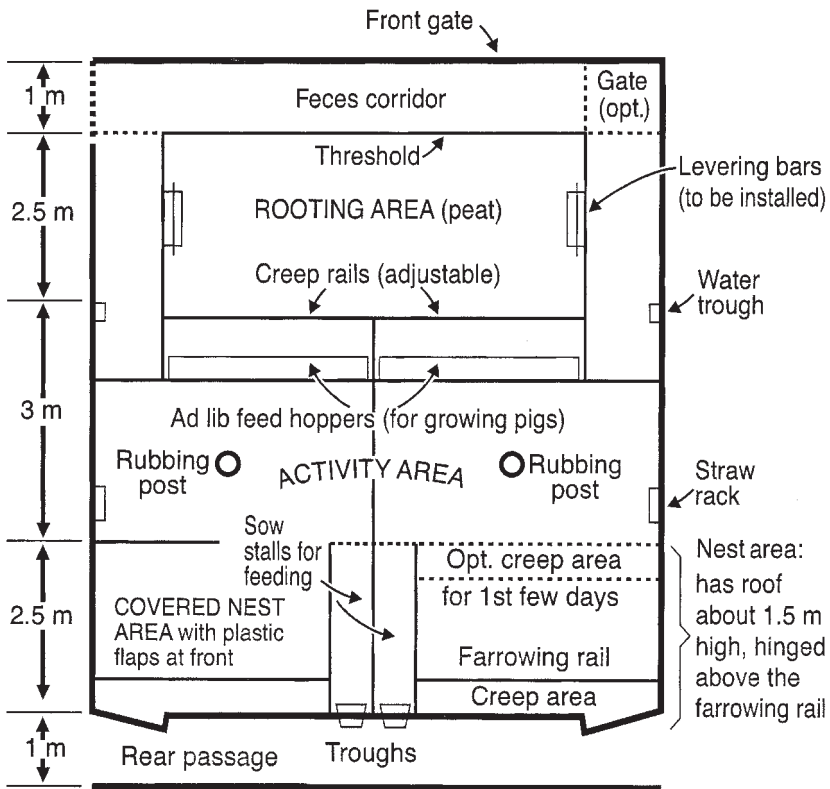 Front gate
1 m
Feces corridor
Gate
(opt.)
Threshold
Levering bars
(to be installed)
2.5 m
ROOTING AREA (peat)
Creep rails (adjustable)
Water
trough
3 m
Ad lib feed hoppers (for growing pigs)
Rubbing
post
ACTIVITY AREA
Rubbing
post
Straw
rack
Sow
stalls for
feeding
Opt. creep area
for 1st few days
Nest area:
has roof
about 1.5 m
high, hinged
above the
farrowing rail
2.5 m
COVERED NEST
AREA with plastic
flaps at front
Farrowing rail
Creep area
1 m
Rear passage
Troughs